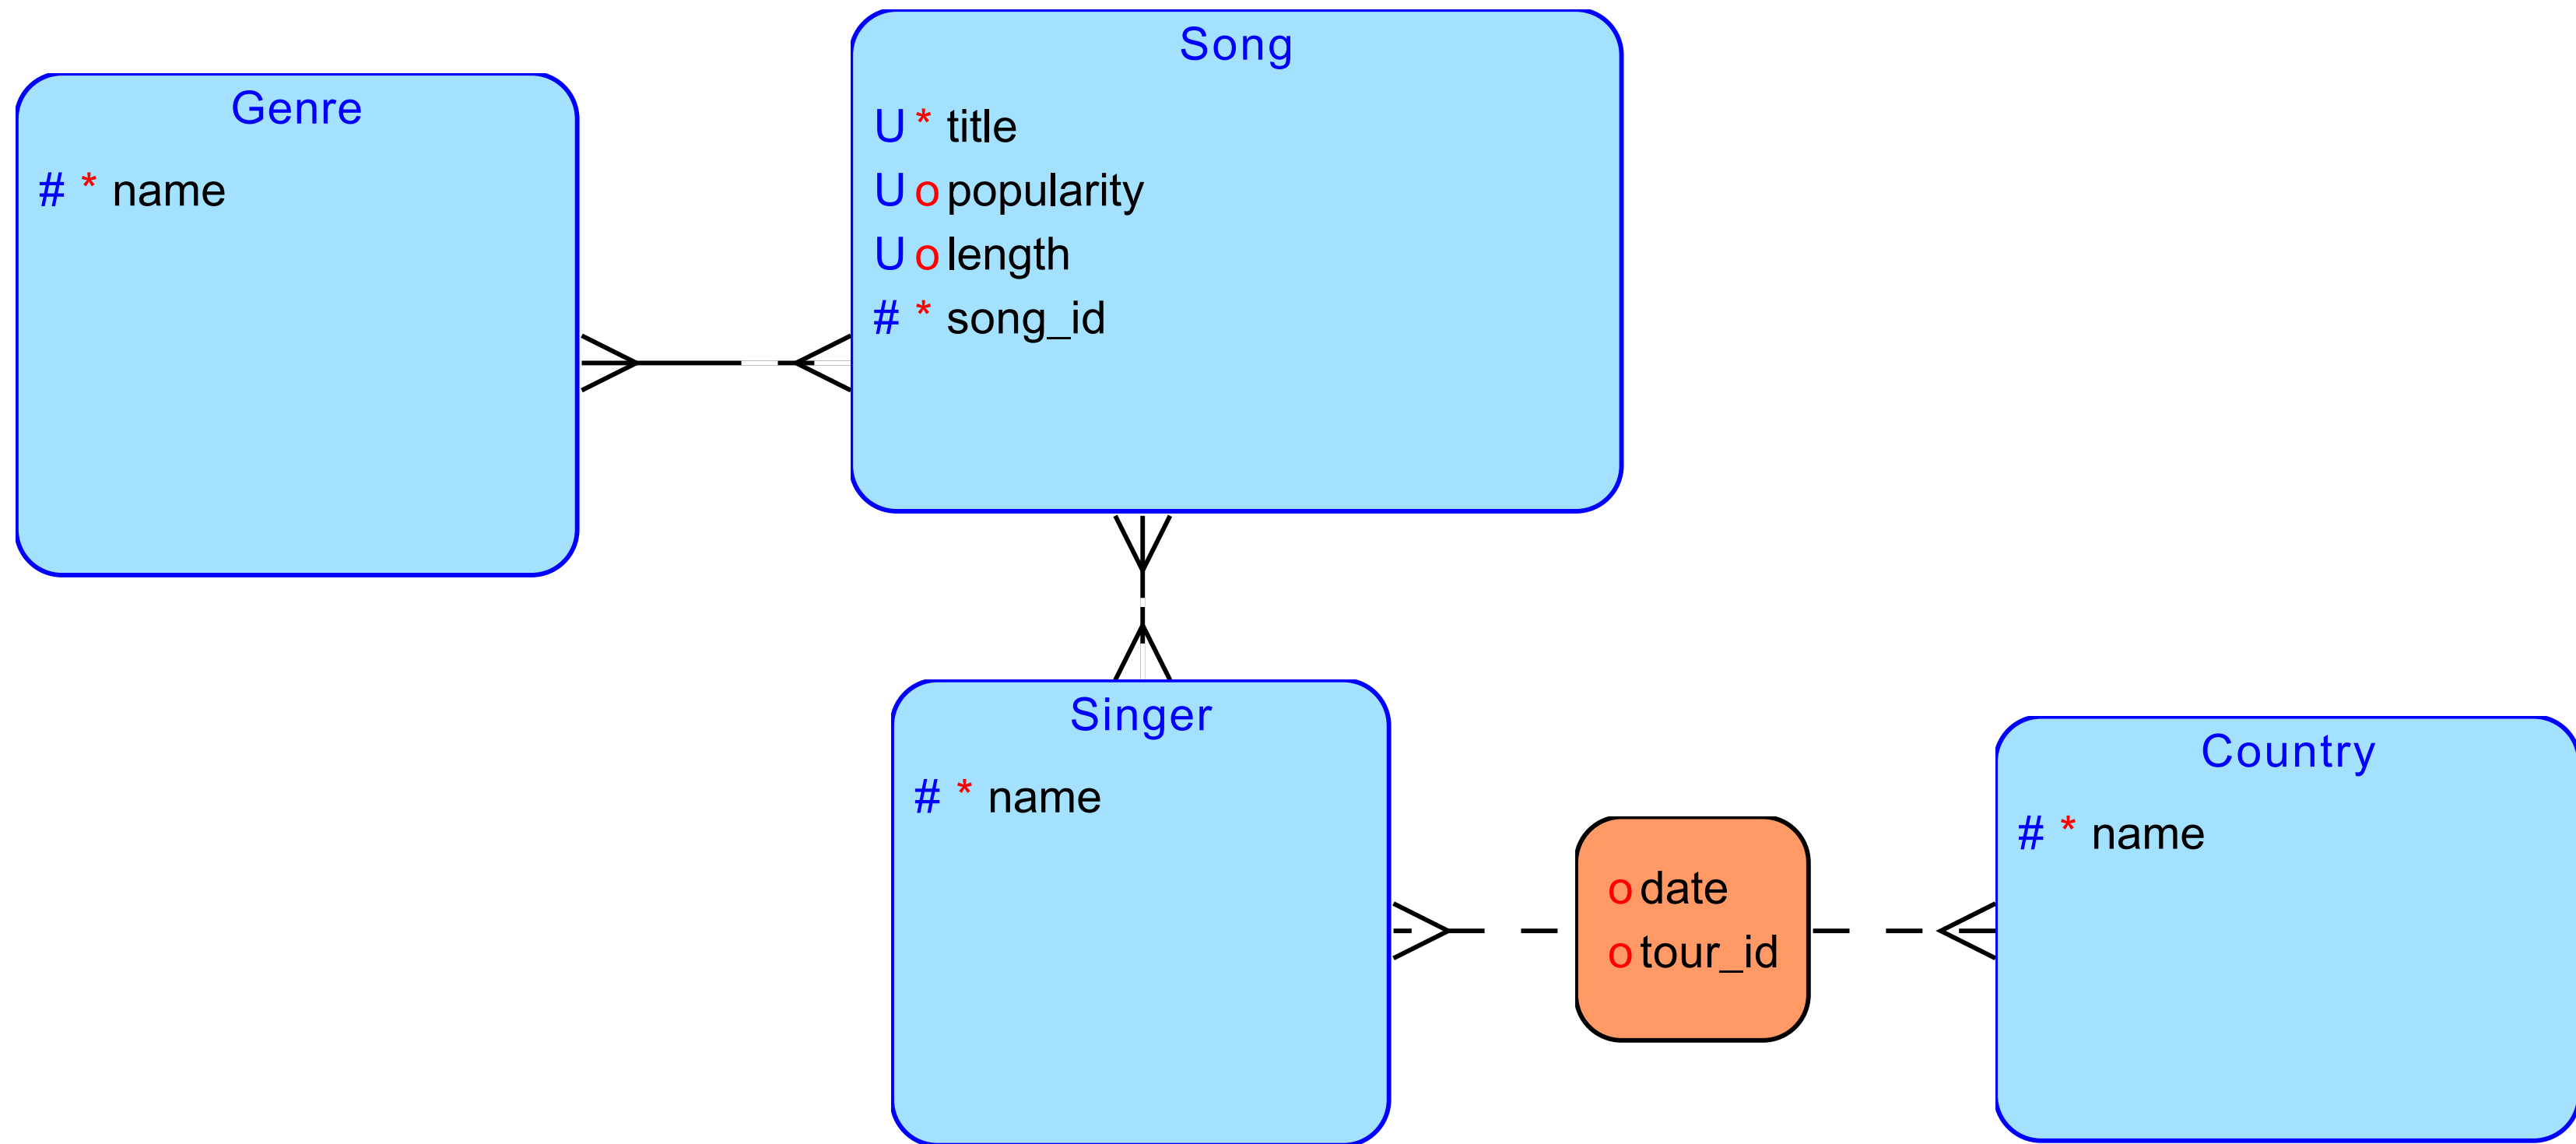 Genre
# * name
Song
U * title
U o popularity
U o length
# * song_id
Singer
# * name
o date
o tour_id
Country
# * name